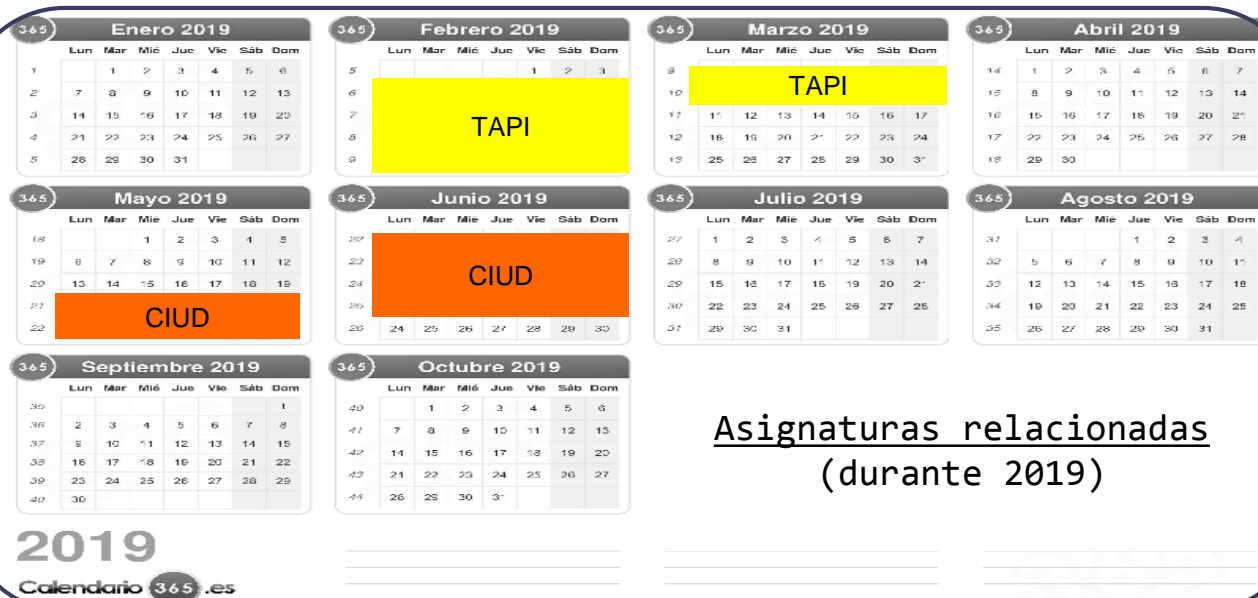 365 Enero 2019
Lun Mar Mié Jue Vie Sáb Dom
1 1 2 3 4 5 6
2 7 8 9 10 11 12 13
3 14 15 16 17 18 19 20
4 21 22 23 24 25 26 27
5 28 29 30 31
365 Febrero 2019
Lun Mar Mié Jue Vie Sáb Dom
5 1 2 3
6
7
TAPI
8
9
365 Marzo 2019
Lun Mar Mié Jue Vie Sáb Dom
9
TAPI
10
11 11 12 13 14 15 16 17
12 18 19 20 21 22 23 24
13 25 26 27 28 29 30 31
365 Abril 2019
Lun Mar Mié Jue Vie Sáb Dom
14 1 2 3 4 5 6 7
15 8 9 10 11 12 13 14
16 15 16 17 18 19 20 21
17 22 23 24 25 26 27 28
18 29 30
365 Mayo 2019
Lun Mar Mié Jue Vie Sáb Dom
18 1 2 3 4 5
19 6 7 8 9 10 11 12
20 13 14 15 16 17 18 19
21
CIUD
22
365 Junio 2019
Lun Mar Mié Jue Vie Sáb Dom
22
23
CIUD
24
25
26 24 25 26 27 28 29 30
365 Julio 2019
Lun Mar Mié Jue Vie Sáb Dom
27 1 2 3 4 5 6 7
28 8 9 10 11 12 13 14
29 15 16 17 18 19 20 21
30 22 23 24 25 26 27 28
31 29 30 31
365 Agosto 2019
Lun Mar Mié Jue Vie Sáb Dom
31 1 2 3 4
32 5 6 7 8 9 10 11
33 12 13 14 15 16 17 18
34 19 20 21 22 23 24 25
35 26 27 28 29 30 31
365 Septiembre 2019
Lun Mar Mié Jue Vie Sáb Dom
35 1
36 2 3 4 5 6 7 8
37 9 10 11 12 13 14 15
38 16 17 18 19 20 21 22
39 23 24 25 26 27 28 29
40 30
365 Octubre 2019
Lun Mar Mié Jue Vie Sáb Dom
40 1 2 3 4 5 6
41 7 8 9 10 11 12 13
42 14 15 16 17 18 19 20
43 21 22 23 24 25 26 27
44 28 29 30 31
Asignaturas relacionadas
(durante 2019)
2019
Calendario 365 .es